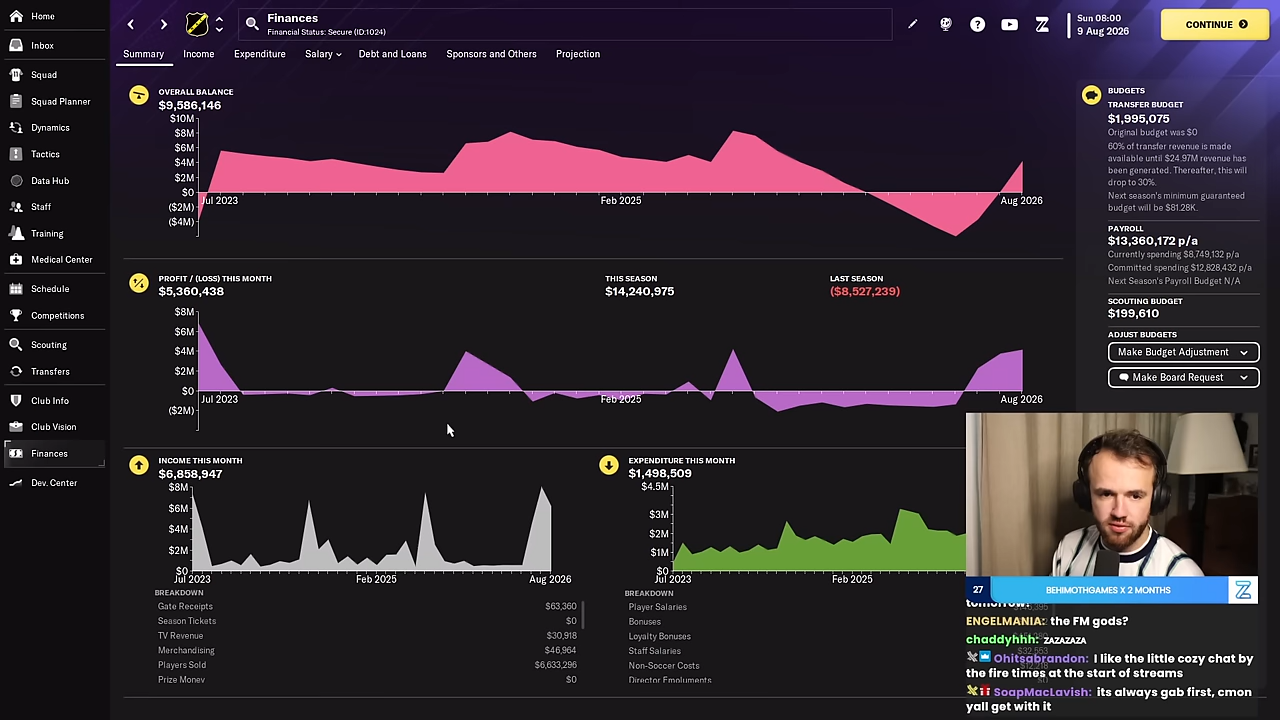 Home
Inbox
Squad
Squad Planner
Dynamics
Tactics
Data Hub
Staff
Training
Medical Center
Schedule
Competitions
Scouting
Transfers
Club Info
Club Vision
Finances
Dev. Center
Finances
Financial Status: Secure (ID:1024)
Sun 08:00
9 Aug 2026
CONTINUE
Summary
Income
Expenditure
Salary
Debt and Loans
Sponsors and Others
Projection
OVERALL BALANCE
$9,586,146
$10M
$8M
$6M
$4M
$2M
$0
($2M)
($4M)
Jul 2023
Feb 2025
Aug 2026
PROFIT / (LOSS) THIS MONTH
$5,360,438
THIS SEASON
$14,240,975
LAST SEASON
($8,527,239)
$8M
$6M
$4M
$2M
$0
($2M)
Jul 2023
Feb 2025
Aug 2026
INCOME THIS MONTH
$6,858,947
$8M
$6M
$4M
$2M
$0
Jul 2023
Feb 2025
Aug 2026
BREAKDOWN
Gate Receipts $63,360
Season Tickets $0
TV Revenue $30,918
Merchandising $46,964
Players Sold $6,633,296
Prize Money $0
EXPENDITURE THIS MONTH
$1,498,509
$4.5M
$3M
$2M
$1M
$0
Jul 2023
Feb 2025
BREAKDOWN
Player Salaries
Bonuses
Loyalty Bonuses
Staff Salaries
Non-Soccer Costs
Director Emoluments
BUDGETS
TRANSFER BUDGET
$1,995,075
Original budget was $0
60% of transfer revenue is made
available until $24.97M revenue has
been generated. Thereafter, this will
drop to 30%.
Next season's minimum guaranteed
budget will be $81.28K.
PAYROLL
$13,360,172 p/a
Currently spending $8,749,132 p/a
Committed spending $12,828,432 p/a
Next Season's Payroll Budget N/A
SCOUTING BUDGET
$199,610
ADJUST BUDGETS
Make Budget Adjustment
Make Board Request
27 BEHIMOTHGAMES X 2 MONTHS
tomorrow?
ENGELMANIA: the FM gods?
chaddyhhh: ZAZAZAZA
Ohitsabrandon: I like the little cozy chat by
the fire times at the start of streams
SoapMacLavish: its always gab first, cmon
yall get with it